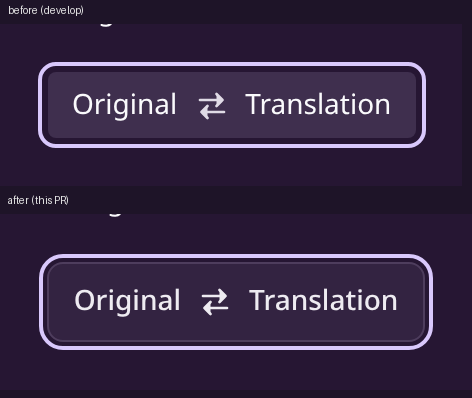 before (develop)
Original ⇄ Translation
after (this PR)
Original ⇄ Translation